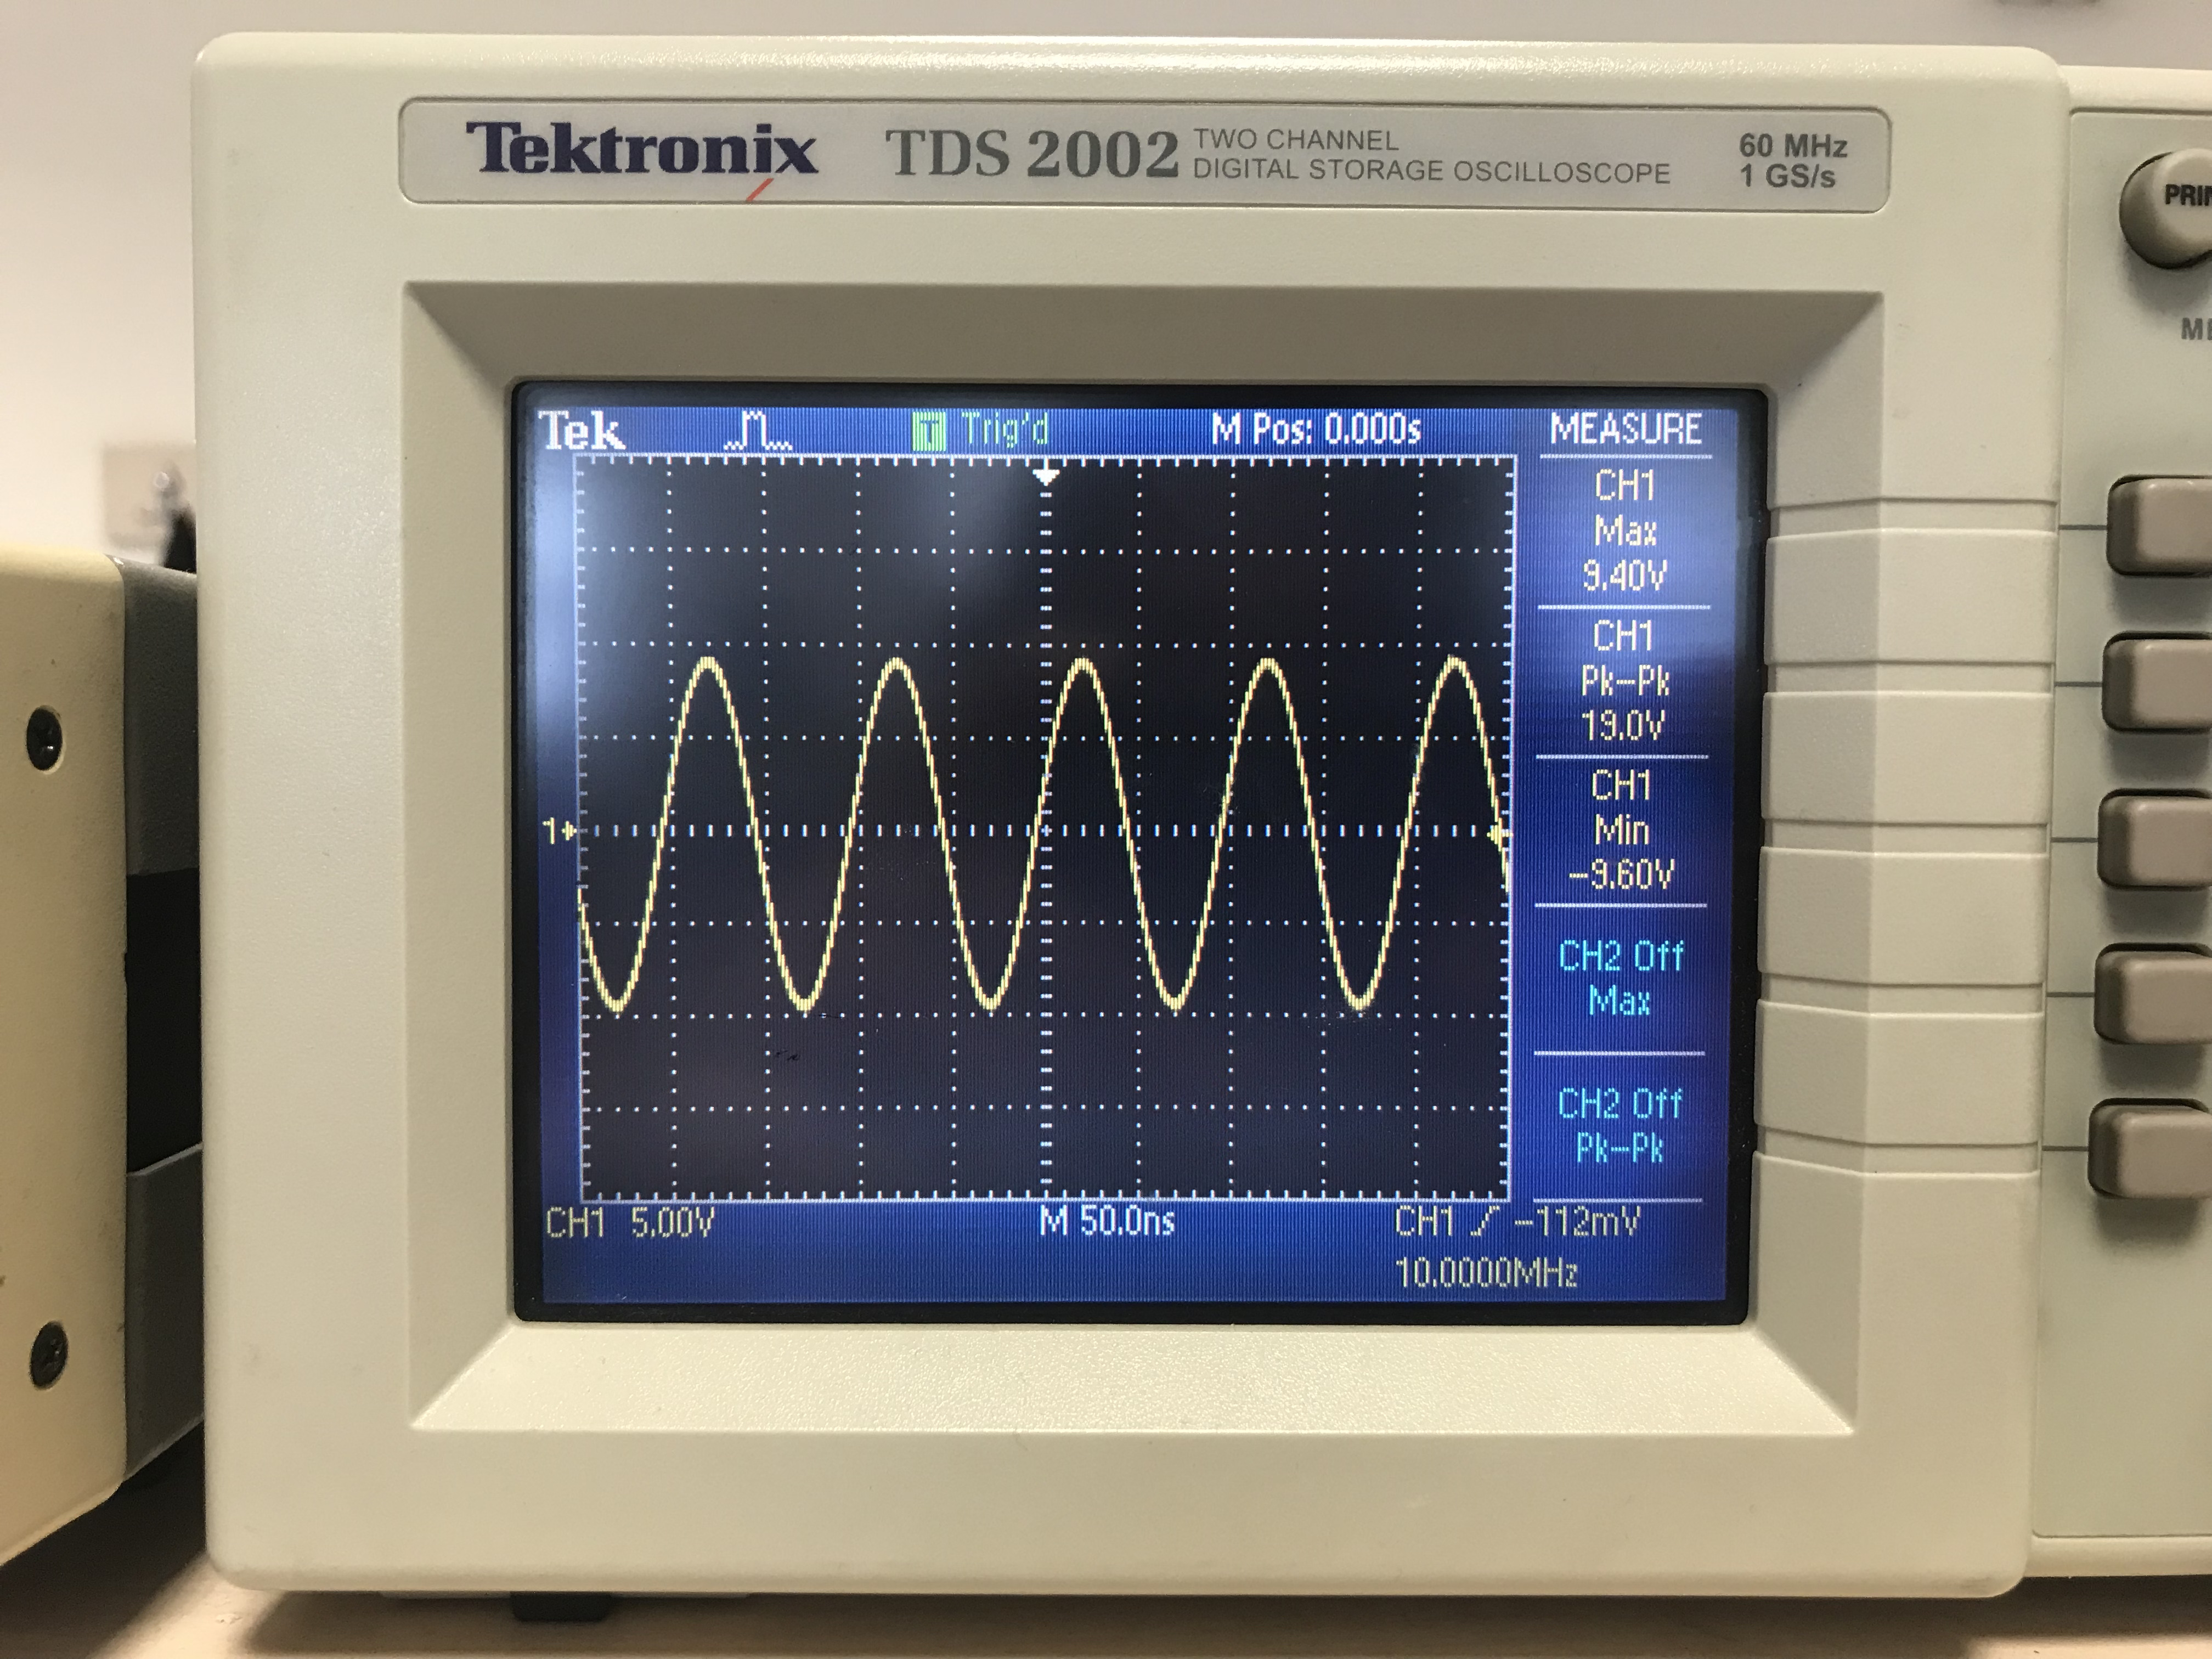 Tektronix TDS 2002 TWO CHANNEL
DIGITAL STORAGE OSCILLOSCOPE
60 MHz
1 GS/s
Tek T Trig'd M Pos: 0.000s MEASURE
CH1
Max
9.40V
CH1
Pk-Pk
19.0V
CH1
Min
-9.60V
CH2 Off
Max
CH2 Off
Pk-Pk
1
CH1 5.00V M 50.0ns CH1 -112mV
10.0000MHz